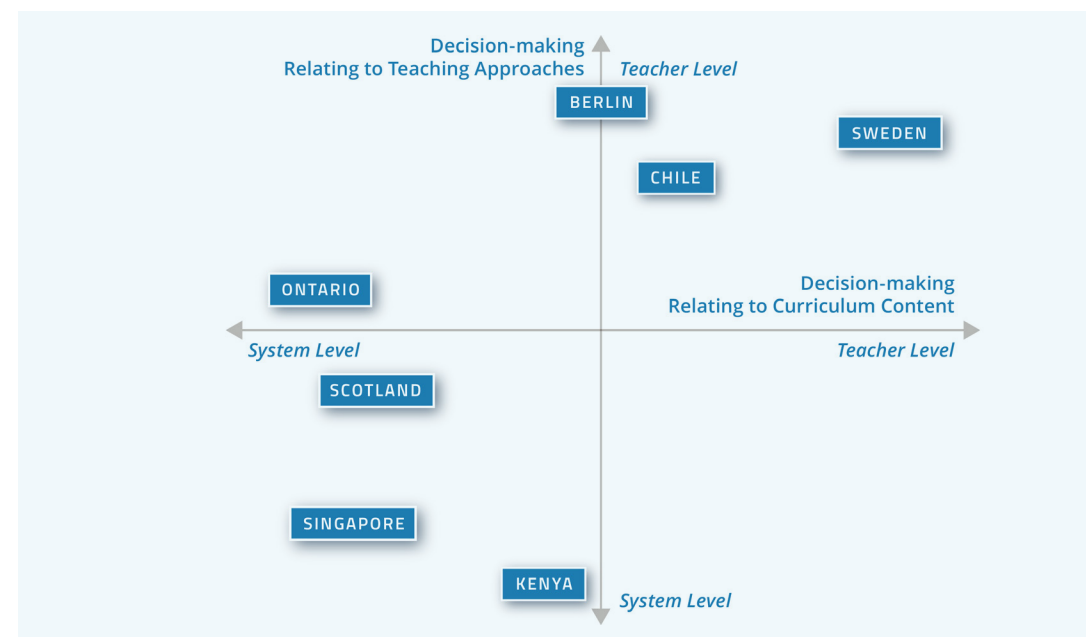 Decision-making
Relating to Teaching Approaches
Teacher Level
BERLIN
SWEDEN
CHILE
ONTARIO
Decision-making
Relating to Curriculum Content
System Level
Teacher Level
SCOTLAND
SINGAPORE
KENYA
System Level